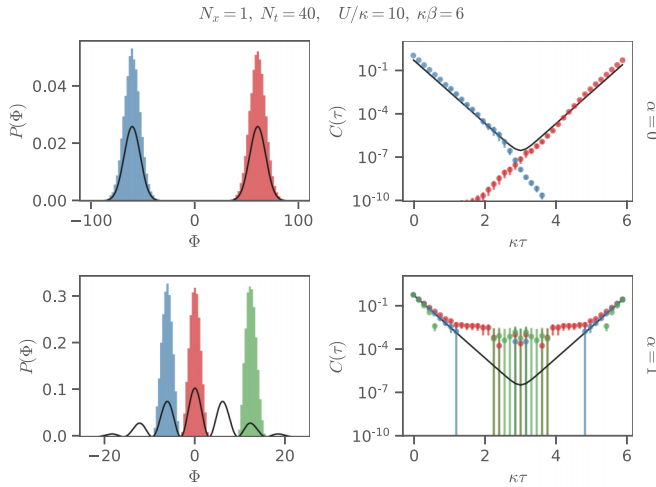 N_x = 1, N_t = 40, U/κ = 10, κβ = 6
P(Φ)
0.04
0.02
0.00
−100
0
100
Φ
C(τ)
10^{-1}
10^{-4}
10^{-7}
10^{-10}
0
2
4
6
κτ
α=0
P(Φ)
0.3
0.2
0.1
0.0
−20
0
20
Φ
C(τ)
10^{-1}
10^{-4}
10^{-7}
10^{-10}
0
2
4
6
κτ
α=1